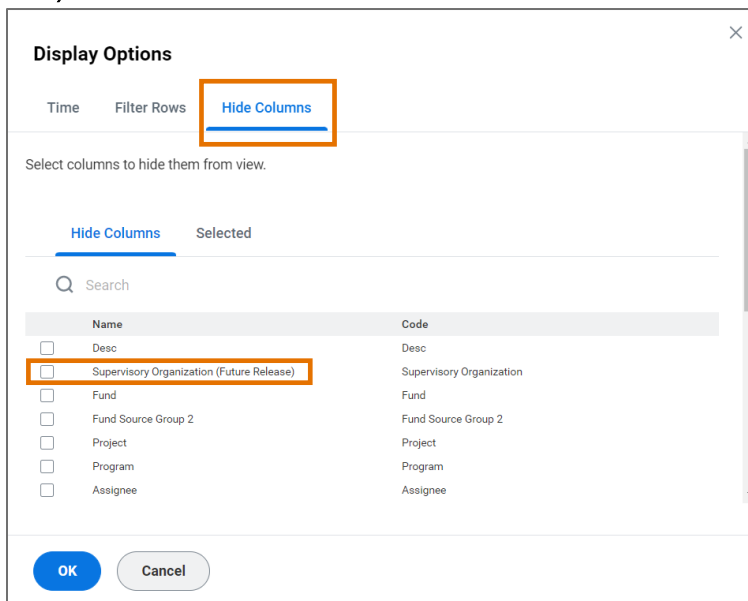 Display Options
Time Filter Rows Hide Columns
Select columns to hide them from view.
Hide Columns Selected
Search
Name Code
Desc Desc
Supervisory Organization (Future Release) Supervisory Organization
Fund Fund
Fund Source Group 2 Fund Source Group 2
Project Project
Program Program
Assignee Assignee
OK Cancel